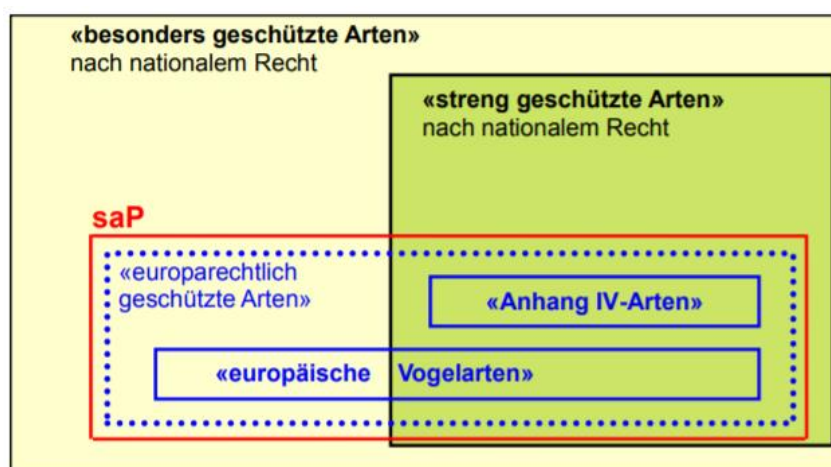 «besonders geschützte Arten»
nach nationalem Recht
«streng geschützte Arten»
nach nationalem Recht
saP
«europarechtlich
geschützte Arten»
«Anhang IV-Arten»
«europäische Vogelarten»